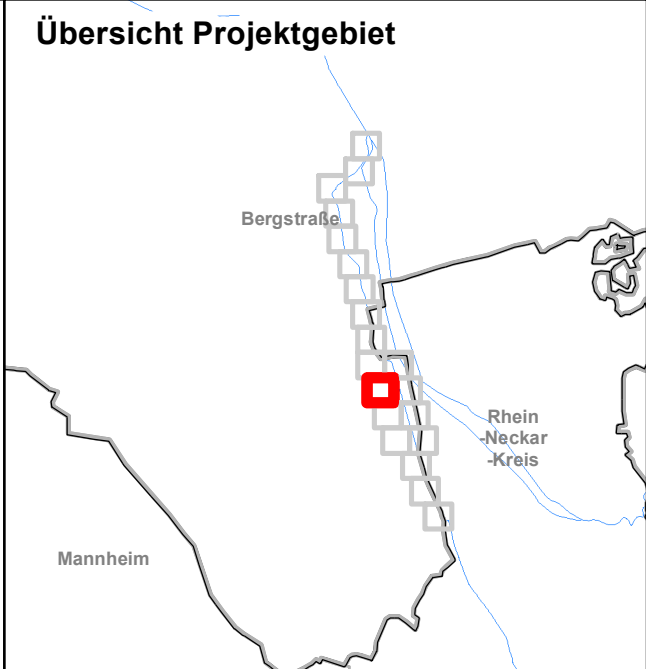 Übersicht Projektgebiet
Bergstraße
Rhein
-Neckar
-Kreis
Mannheim